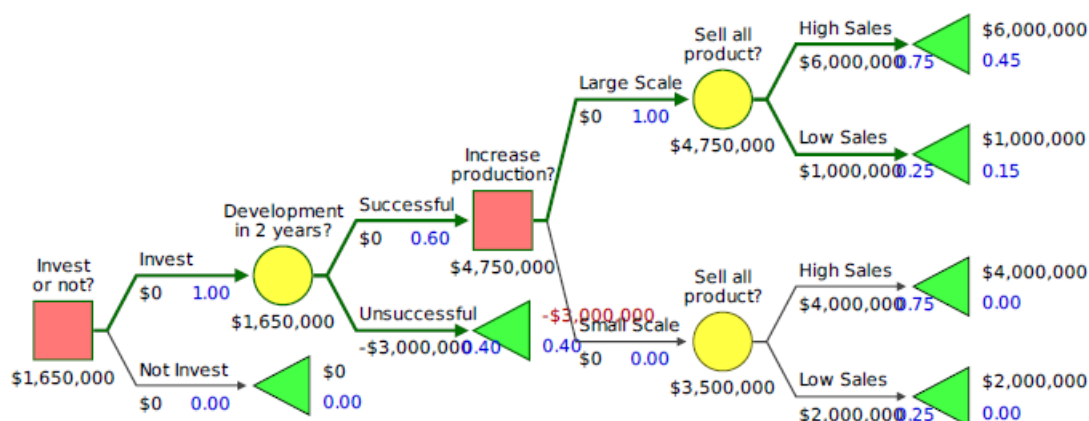 High Sales
$6,000,000
Sell all
product?
$6,000,000
0.75
0.45
Large Scale
$0
1.00
Low Sales
$1,000,000
$4,750,000
$1,000,000
0.25
0.15
Increase
production?
Successful
Development
in 2 years?
$0
0.60
Invest
$4,750,000
High Sales
$4,000,000
Invest
or not?
$0
1.00
Sell all
product?
$4,000,000
0.75
0.00
$1,650,000
Unsuccessful
-$3,000,000
Small Scale
-$3,000,000
0.40
0.40
$0
0.00
Not Invest
$0
$1,650,000
$3,500,000
Low Sales
$2,000,000
$0
0.00
0.00
$2,000,000
0.25
0.00